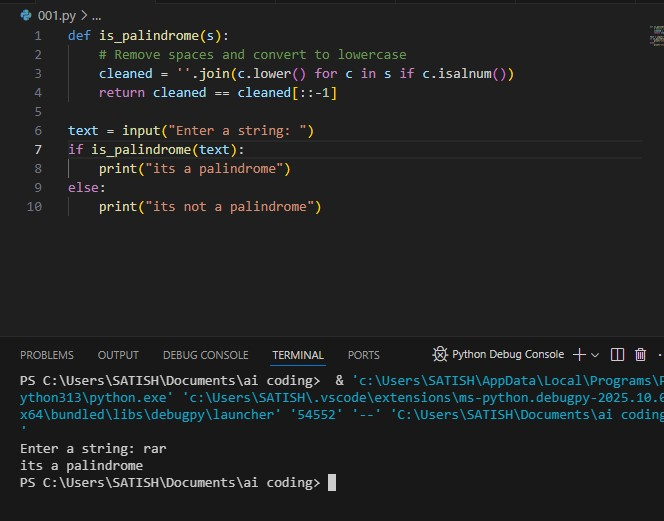 001.py > ...
1 def is_palindrome(s):
2     # Remove spaces and convert to lowercase
3     cleaned = ''.join(c.lower() for c in s if c.isalnum())
4     return cleaned == cleaned[::-1]
5
6 text = input("Enter a string: ")
7 if is_palindrome(text):
8     print("its a palindrome")
9 else:
10     print("its not a palindrome")
PROBLEMS OUTPUT DEBUG CONSOLE TERMINAL PORTS Python Debug Console
PS C:\Users\SATISH\Documents\ai coding>  & 'c:\Users\SATISH\AppData\Local\Programs\P
ython313\python.exe' 'c:\Users\SATISH\.vscode\extensions\ms-python.debugpy-2025.10.0
x64\bundled\libs\debugpy\launcher' '54552' '--' 'C:\Users\SATISH\Documents\ai coding
'
Enter a string: rar
its a palindrome
PS C:\Users\SATISH\Documents\ai coding>